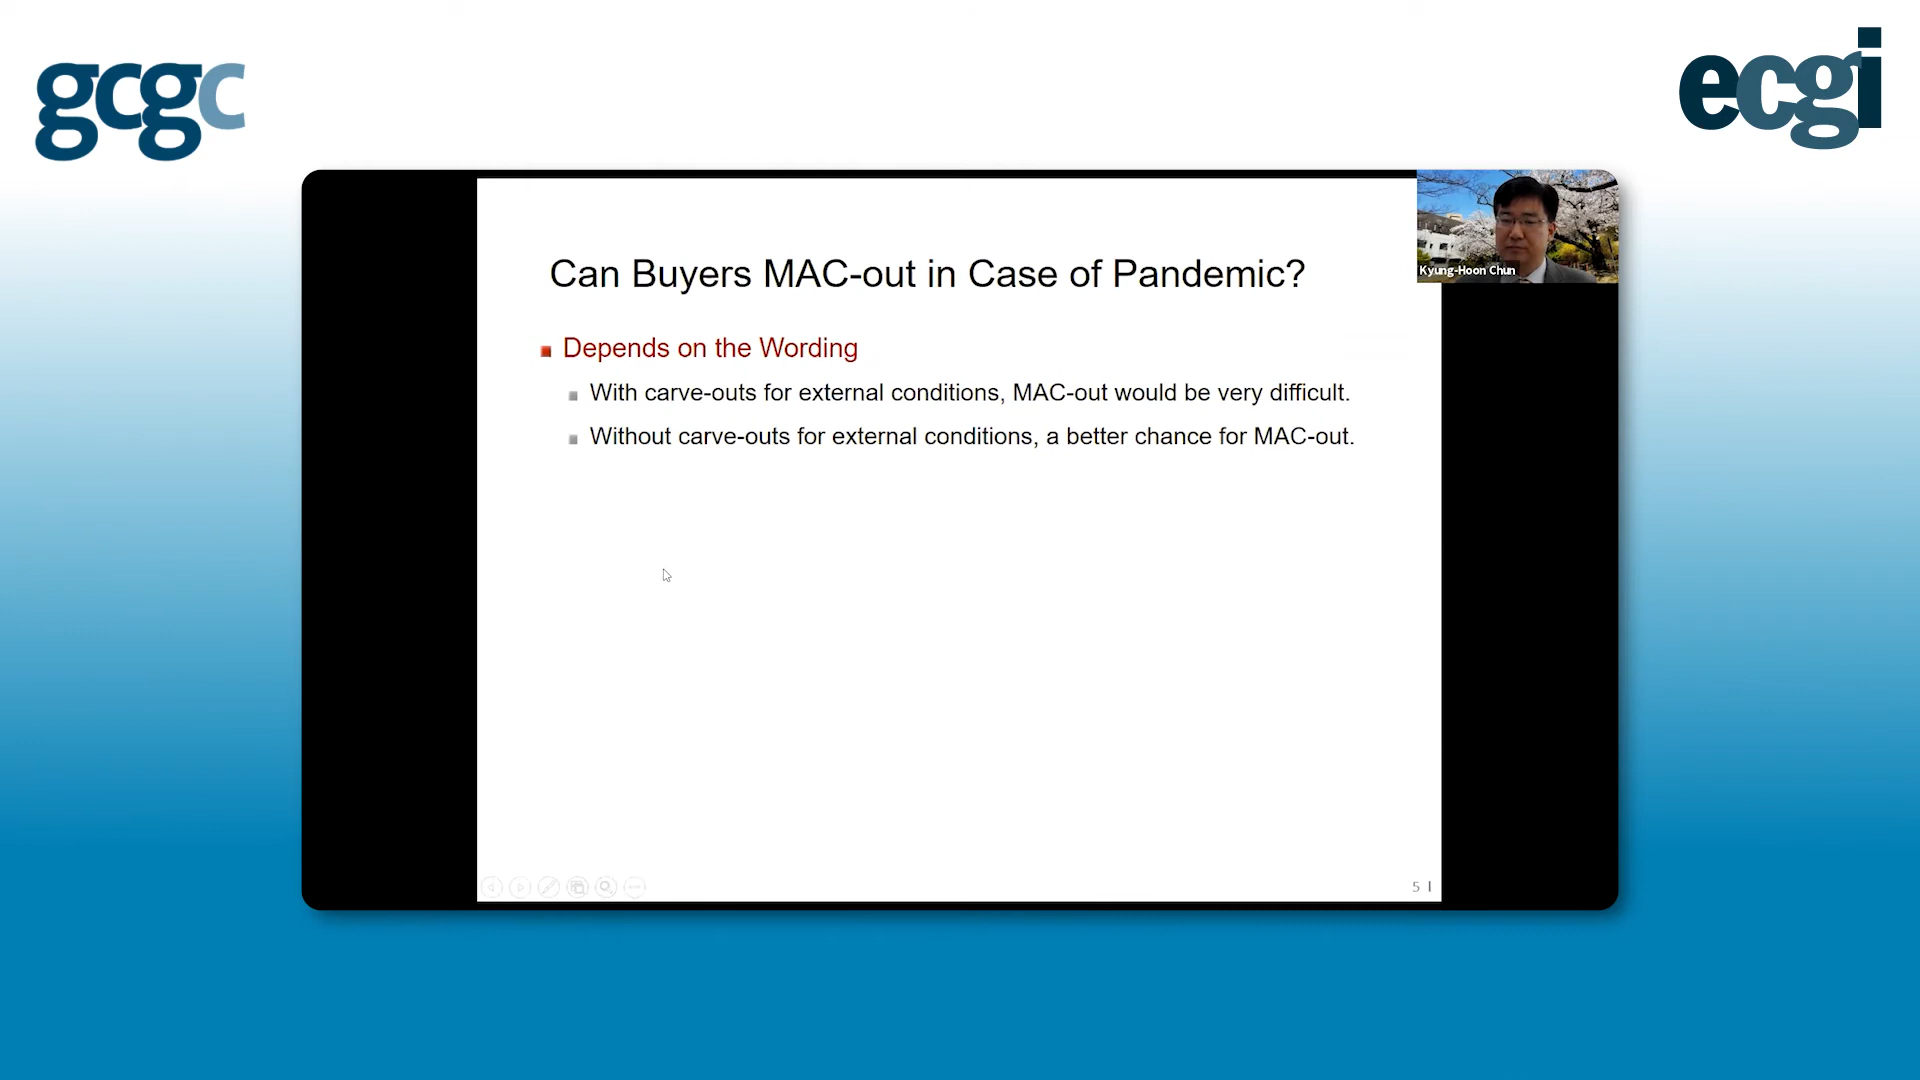 gcgc
ecgi
Kyung-Hoon Chun
Can Buyers MAC-out in Case of Pandemic?
Depends on the Wording
With carve-outs for external conditions, MAC-out would be very difficult.
Without carve-outs for external conditions, a better chance for MAC-out.
5 I